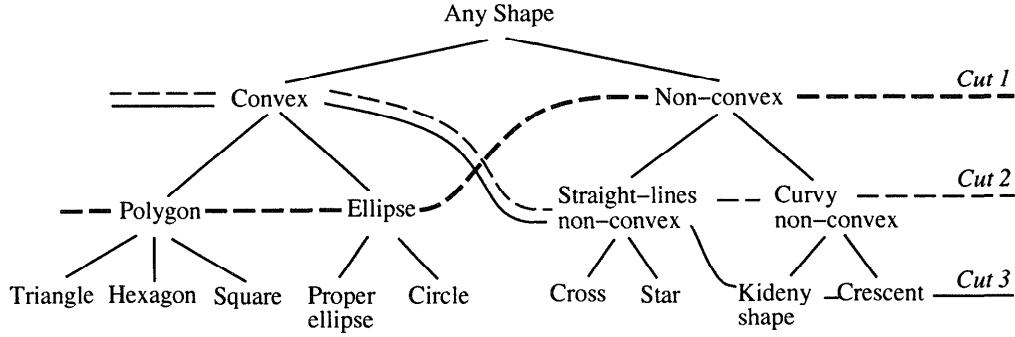 Any Shape
Convex
Non-convex
Cut 1
Polygon
Ellipse
Straight-lines
non-convex
Curvy
non-convex
Cut 2
Triangle
Hexagon
Square
Proper
ellipse
Circle
Cross
Star
Kideny
shape
Crescent
Cut 3